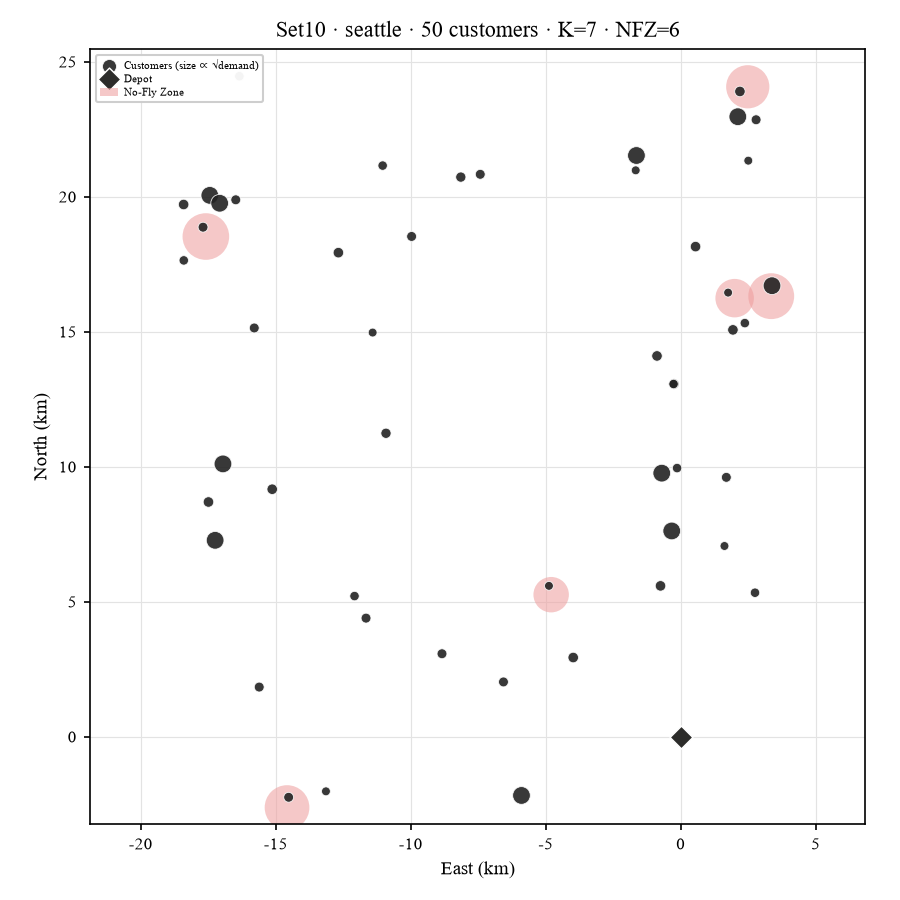 Set10 · seattle · 50 customers · K=7 · NFZ=6
Customers (size ∝ √demand)
Depot
No-Fly Zone
25
20
15
10
5
0
North (km)
-20
-15
-10
-5
0
5
East (km)